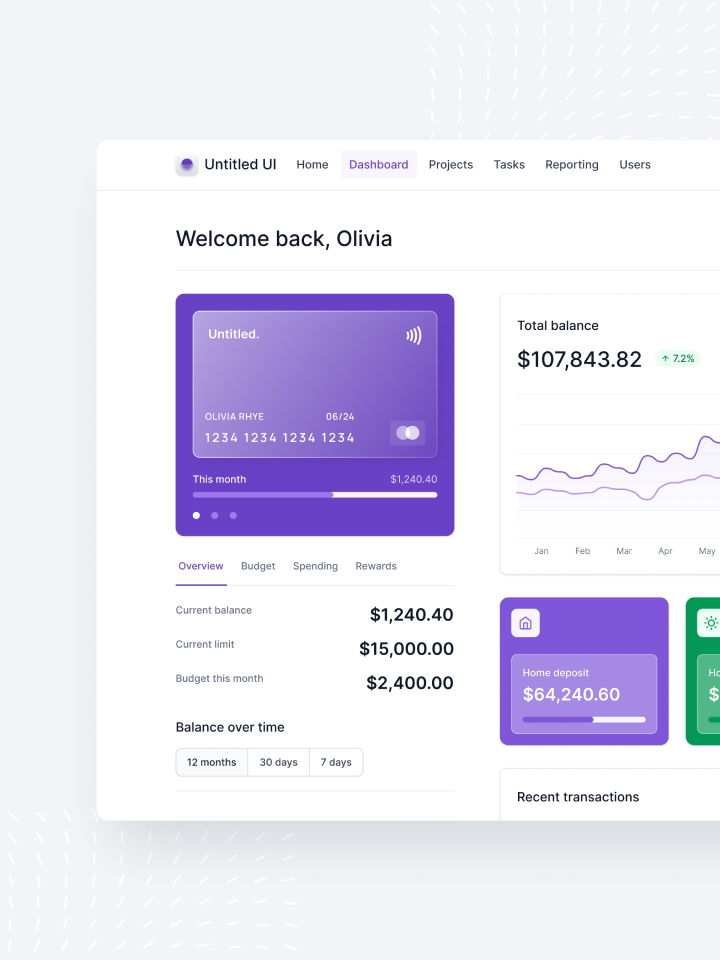 Untitled UI Home Dashboard Projects Tasks Reporting Users
Welcome back, Olivia
Untitled.
OLIVIA RHYE 06/24
1234 1234 1234 1234
This month $1,240.40
Overview Budget Spending Rewards
Current balance $1,240.40
Current limit $15,000.00
Budget this month $2,400.00
Balance over time
12 months 30 days 7 days
Total balance
$107,843.82 ↑ 7.2%
Jan Feb Mar Apr May
Home deposit
$64,240.60
Ho
$
Recent transactions